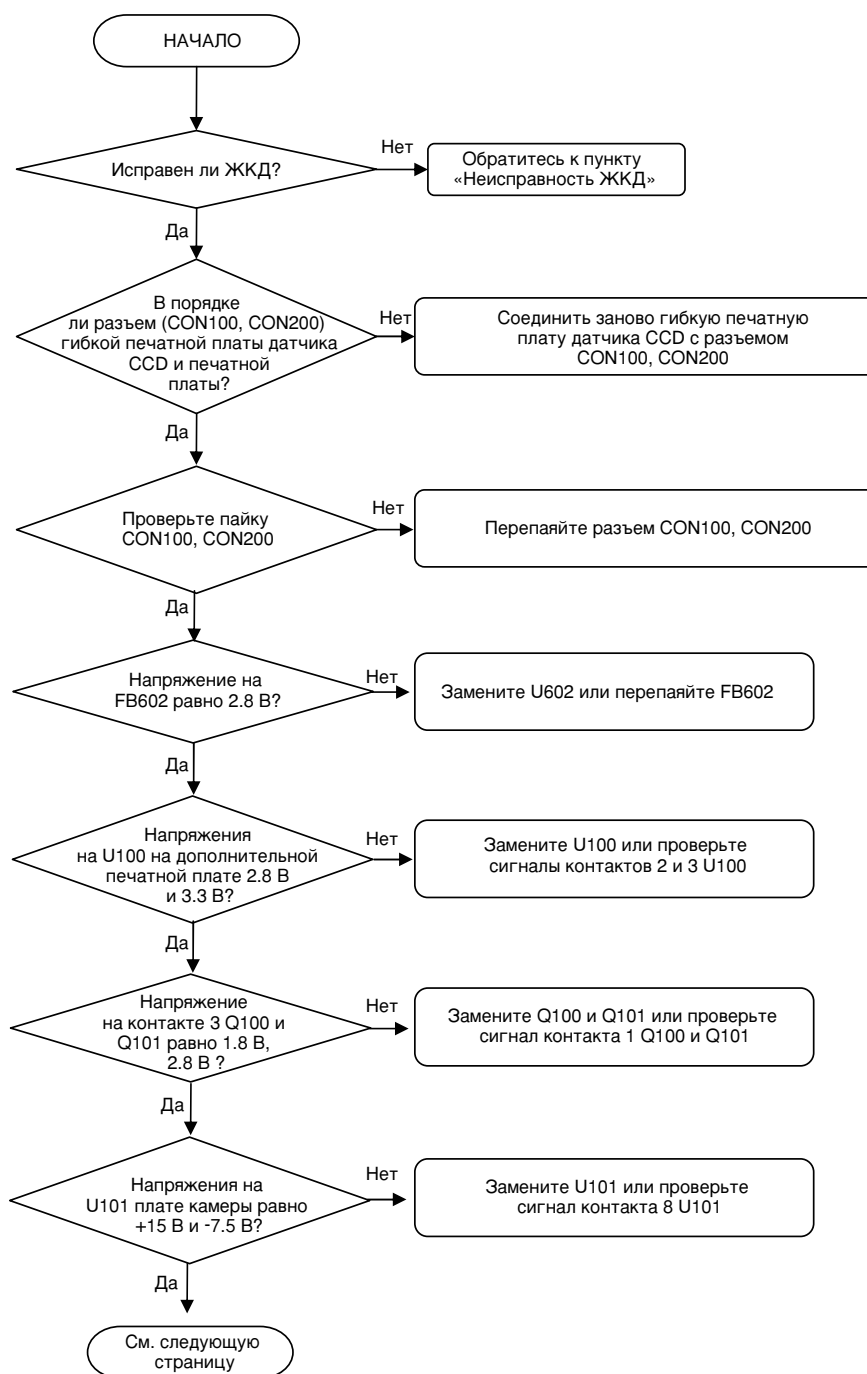 НАЧАЛО
Исправен ли ЖКД?
Нет
Обратитесь к пункту
«Неисправность ЖКД»
Да
В порядке
ли разъем (CON100, CON200)
гибкой печатной платы датчика
CCD и печатной
платы?
Нет
Соединить заново гибкую печатную
плату датчика CCD с разъемом
CON100, CON200
Да
Проверьте пайку
CON100, CON200
Нет
Перепаяйте разъем CON100, CON200
Да
Напряжение на
FB602 равно 2.8 В?
Нет
Замените U602 или перепаяйте FB602
Да
Напряжения
на U100 на дополнительной
печатной плате 2.8 В
и 3.3 В?
Нет
Замените U100 или проверьте
сигналы контактов 2 и 3 U100
Да
Напряжение
на контакте 3 Q100 и
Q101 равно 1.8 В,
2.8 В ?
Нет
Замените Q100 и Q101 или проверьте
сигнал контакта 1 Q100 и Q101
Да
Напряжения на
U101 плате камеры равно
+15 В и -7.5 В?
Нет
Замените U101 или проверьте
сигнал контакта 8 U101
Да
См. следующую
страницу